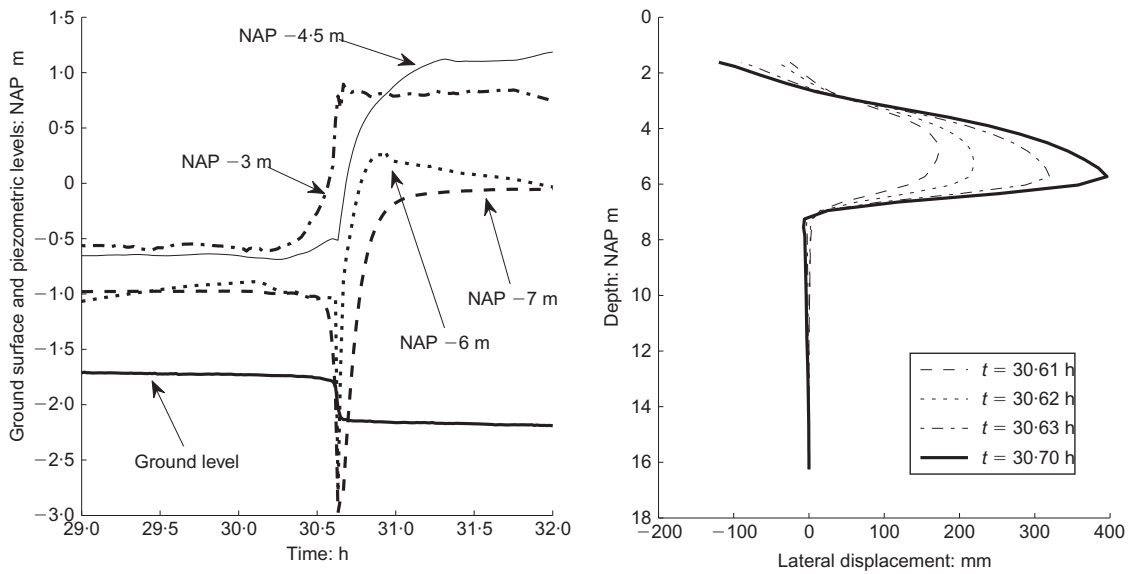 Ground surface and piezometric levels: NAP m
1·5
1·0
0·5
0
−0·5
−1·0
−1·5
−2·0
−2·5
−3·0
29·0
29·5
30·0
30·5
31·0
31·5
32·0
Time: h
NAP −4·5 m
NAP −3 m
NAP −7 m
NAP −6 m
Ground level
Depth: NAP m
0
2
4
6
8
10
12
14
16
18
−200
−100
0
100
200
300
400
Lateral displacement: mm
t = 30·61 h
t = 30·62 h
t = 30·63 h
t = 30·70 h